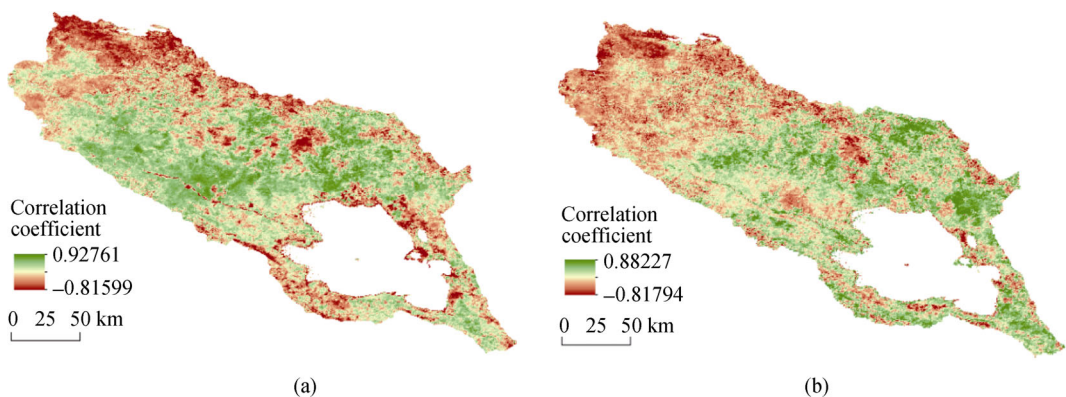 Correlation
coefficient
0.92761
–0.81599
0 25 50 km
(a)
Correlation
coefficient
0.88227
–0.81794
0 25 50 km
(b)